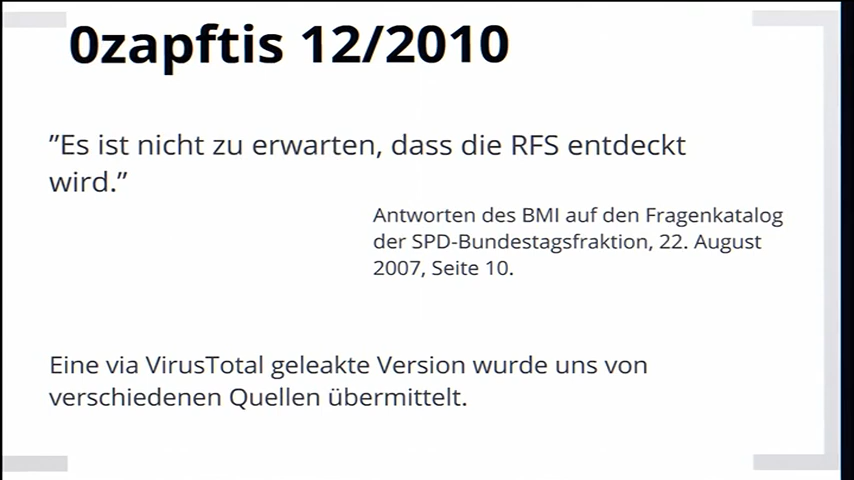 0zapftis 12/2010
”Es ist nicht zu erwarten, dass die RFS entdeckt
wird.”
Antworten des BMI auf den Fragenkatalog
der SPD-Bundestagsfraktion, 22. August
2007, Seite 10.
Eine via VirusTotal geleakte Version wurde uns von
verschiedenen Quellen übermittelt.